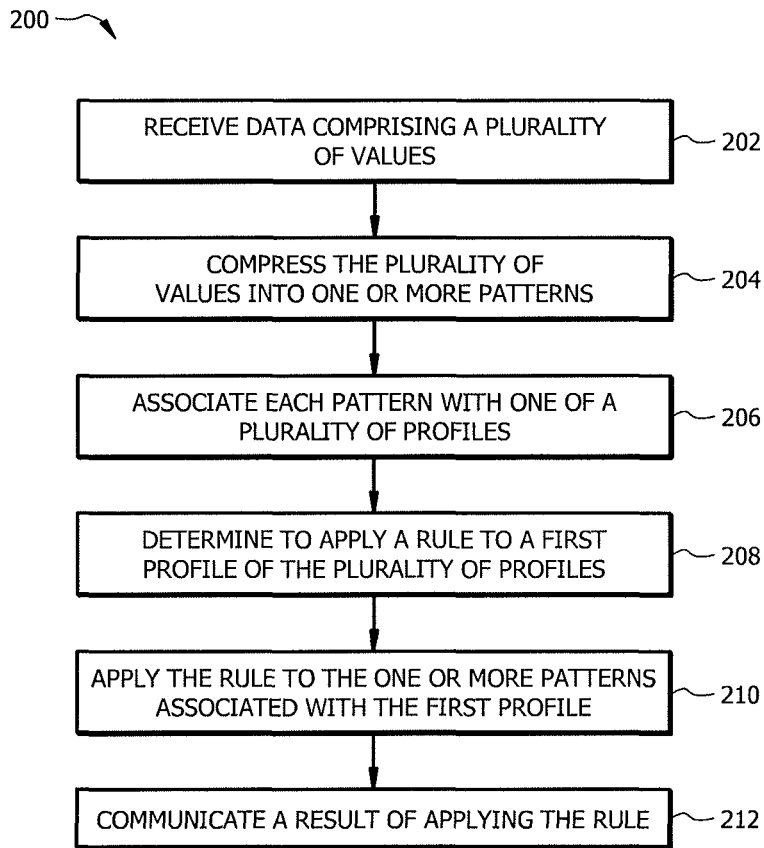 200
RECEIVE DATA COMPRISING A PLURALITY
OF VALUES
202
COMPRESS THE PLURALITY OF
VALUES INTO ONE OR MORE PATTERNS
204
ASSOCIATE EACH PATTERN WITH ONE OF A
PLURALITY OF PROFILES
206
DETERMINE TO APPLY A RULE TO A FIRST
PROFILE OF THE PLURALITY OF PROFILES
208
APPLY THE RULE TO THE ONE OR MORE PATTERNS
ASSOCIATED WITH THE FIRST PROFILE
210
COMMUNICATE A RESULT OF APPLYING THE RULE
212